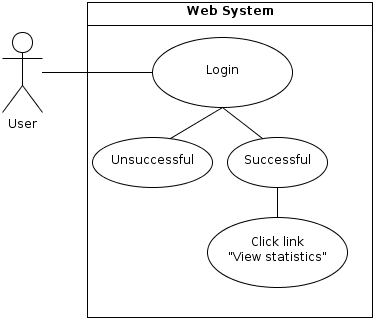 Web System
Login
User
Unsuccessful
Successful
Click link
"View statistics"